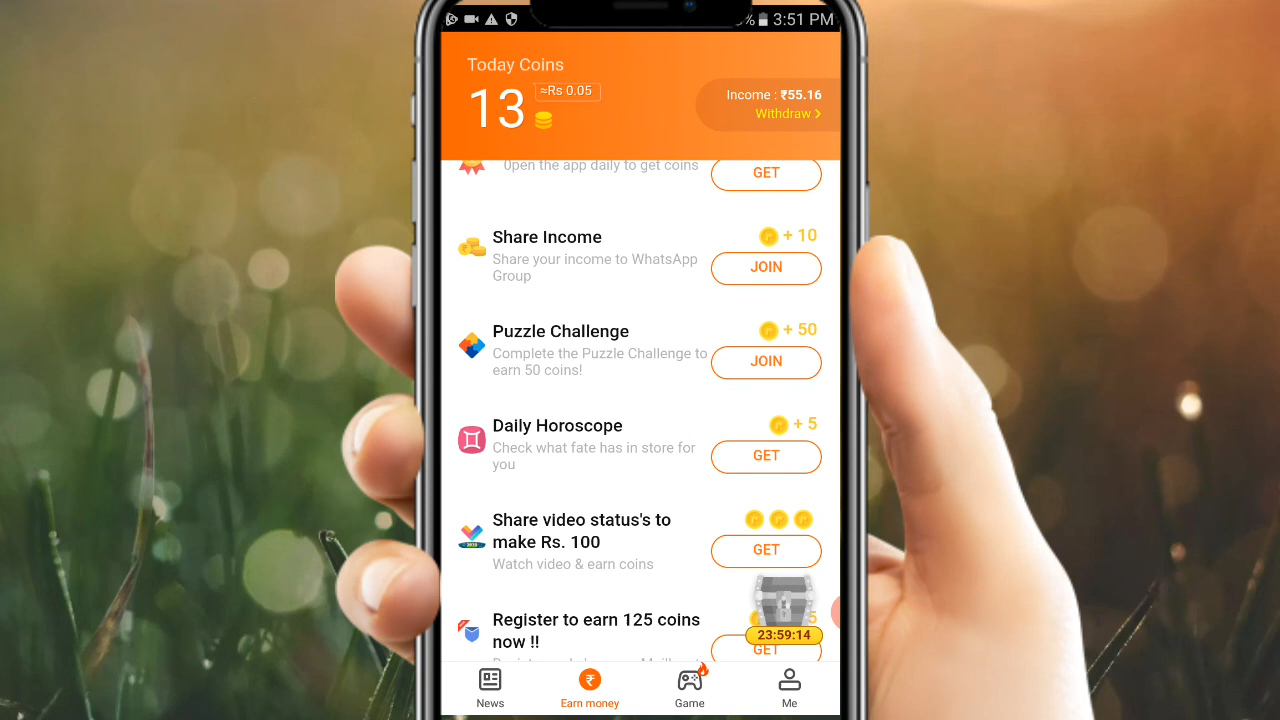 % 3:51 PM
Today Coins
13 ≈Rs 0.05
Income : ₹55.16
Withdraw >
Open the app daily to get coins
GET
Share Income
+ 10
Share your income to WhatsApp
Group
JOIN
Puzzle Challenge
+ 50
Complete the Puzzle Challenge to
earn 50 coins!
JOIN
Daily Horoscope
+ 5
Check what fate has in store for
you
GET
Share video status's to
make Rs. 100
Watch video & earn coins
GET
Register to earn 125 coins
now !!
5
23:59:14
GET
News
Earn money
Game
Me